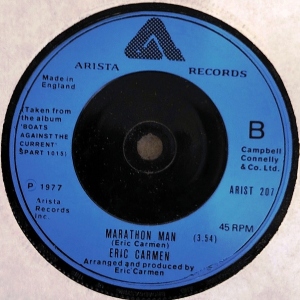 ARISTA RECORDS
Made in
England
(Taken from
the album
'BOATS
AGAINST THE
CURRENT'
SPART 1015)
B
Campbell
Connelly
& Co. Ltd.
P 1977
ARIST 207
Arista
Records
Inc.
45 RPM
MARATHON MAN
(Eric Carmen) (3.54)
ERIC CARMEN
Arranged and produced by
Eric Carmen